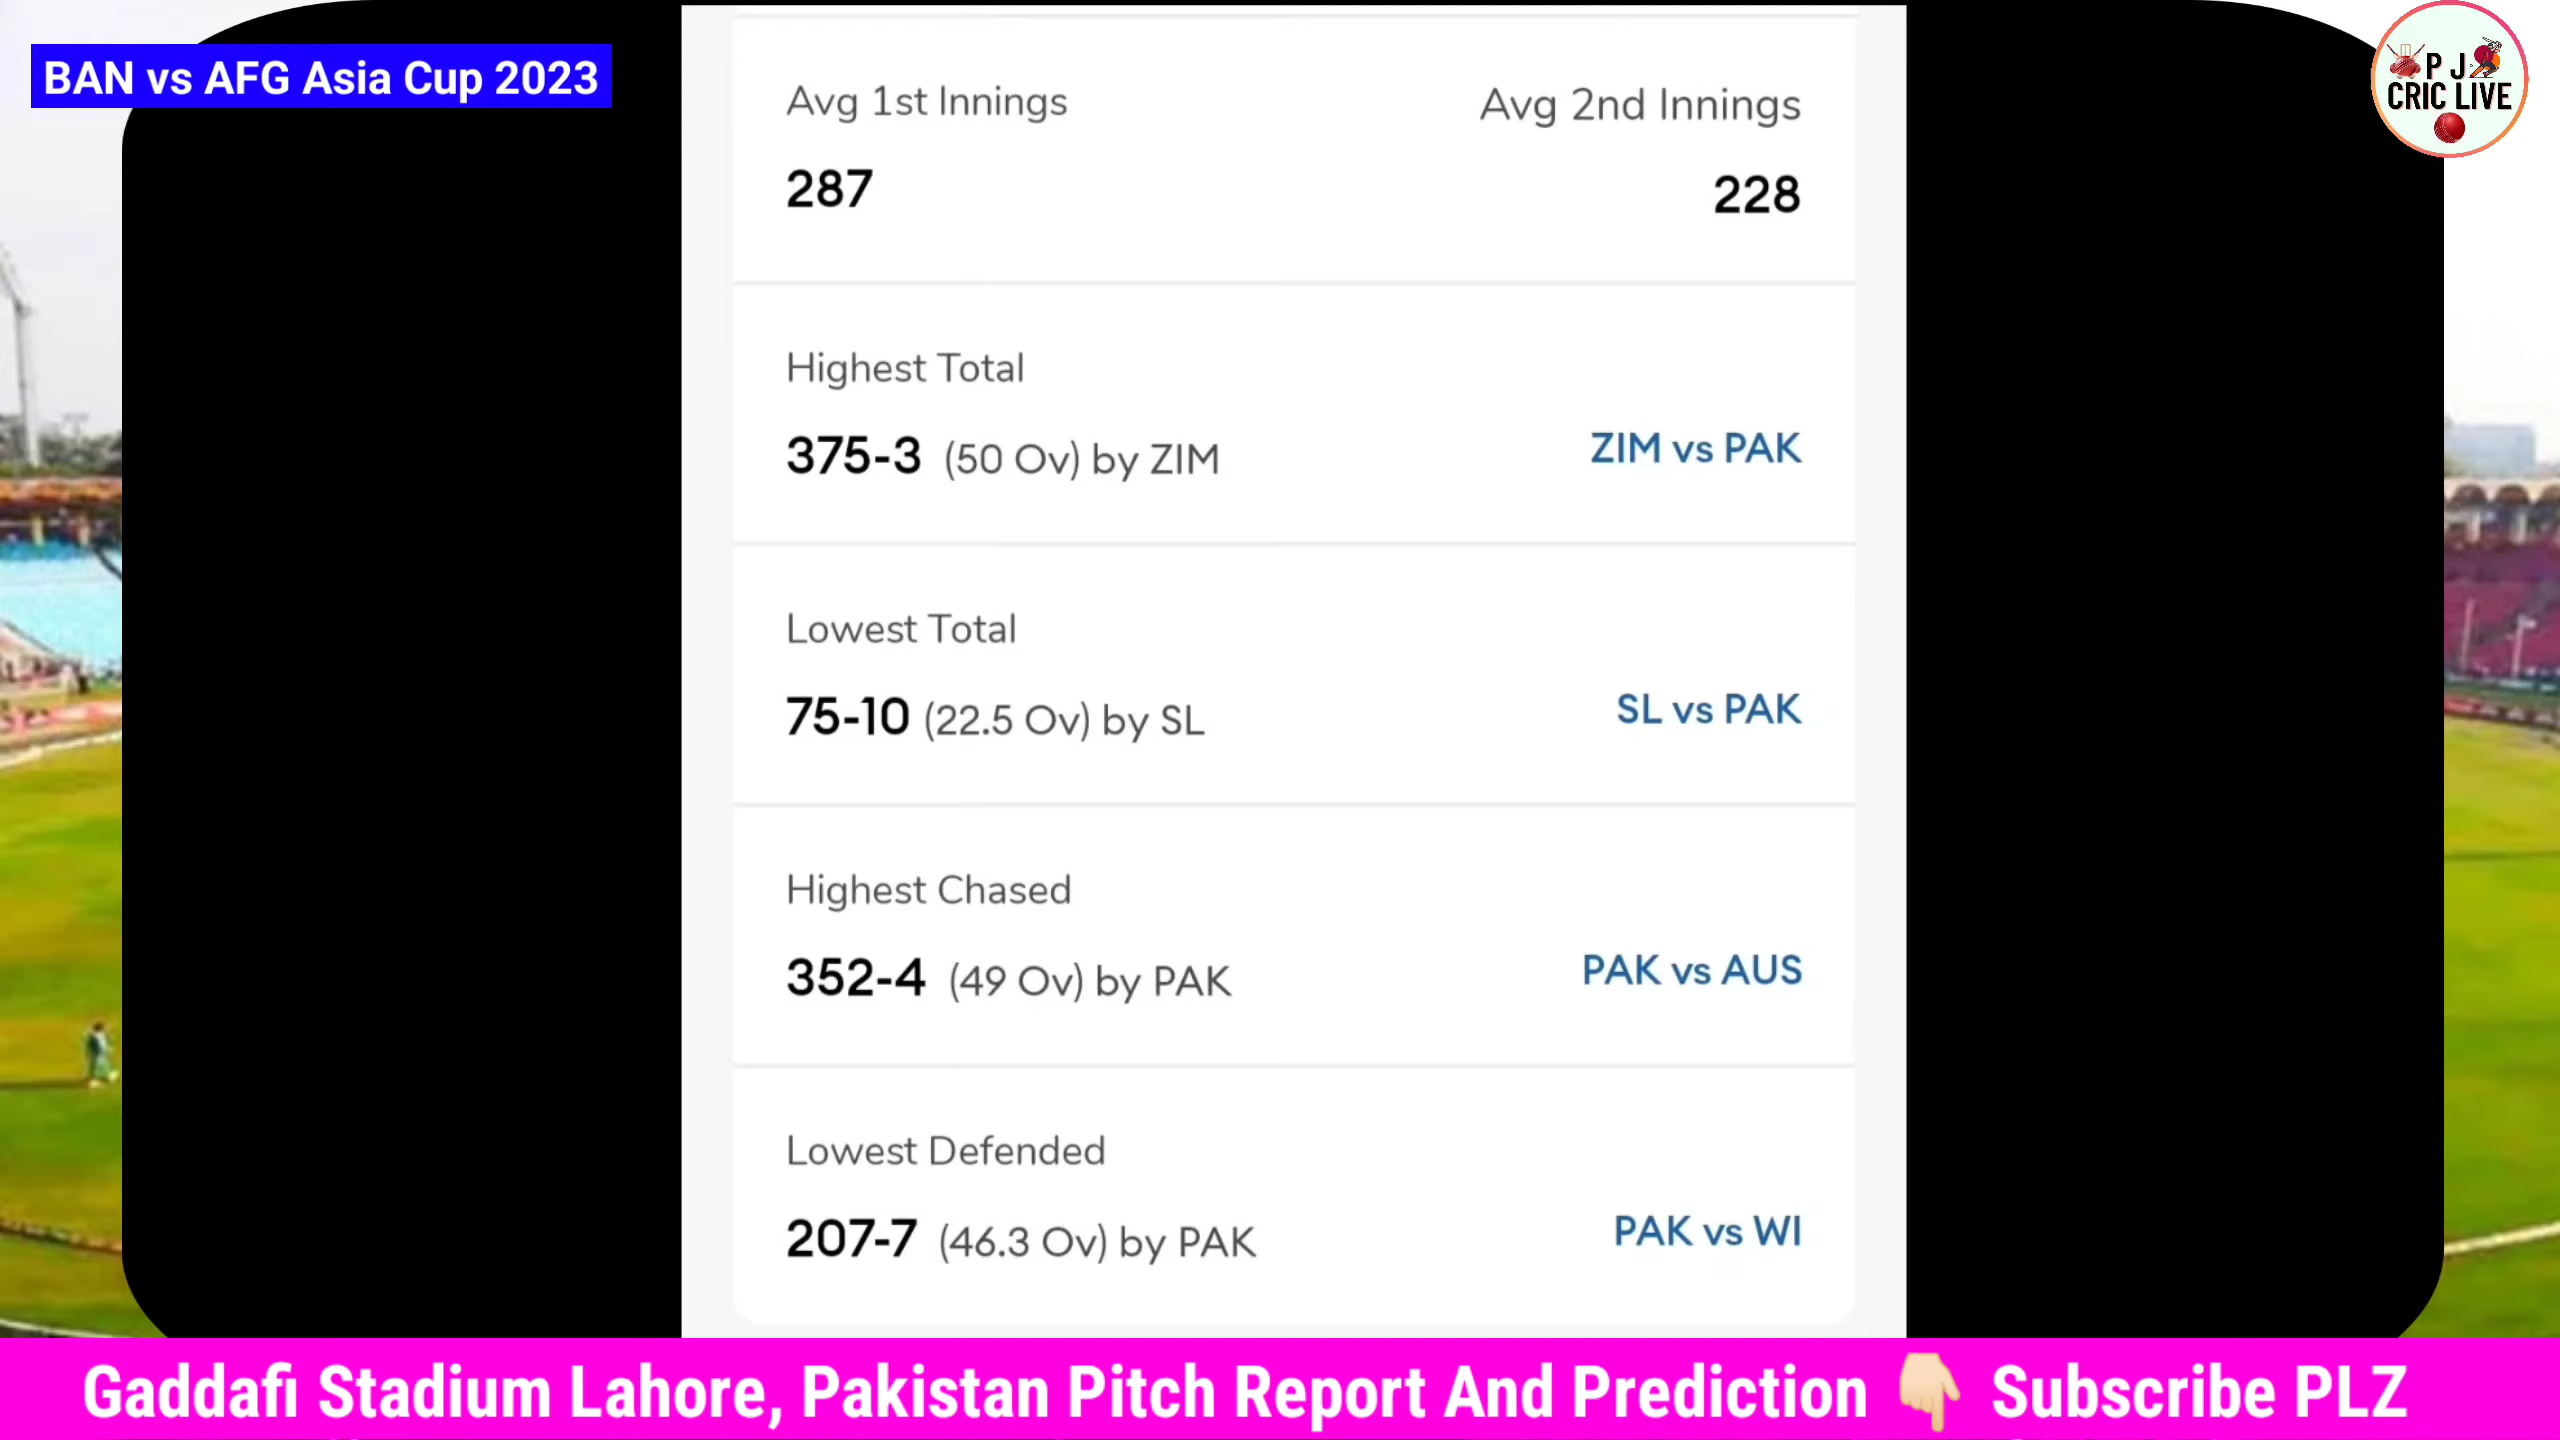 BAN vs AFG Asia Cup 2023
P J
CRIC LIVE
Avg 1st Innings
Avg 2nd Innings
287
228
Highest Total
375-3 (50 Ov) by ZIM
ZIM vs PAK
Lowest Total
75-10 (22.5 Ov) by SL
SL vs PAK
Highest Chased
352-4 (49 Ov) by PAK
PAK vs AUS
Lowest Defended
207-7 (46.3 Ov) by PAK
PAK vs WI
Gaddafi Stadium Lahore, Pakistan Pitch Report And Prediction 👇🏻 Subscribe PLZ